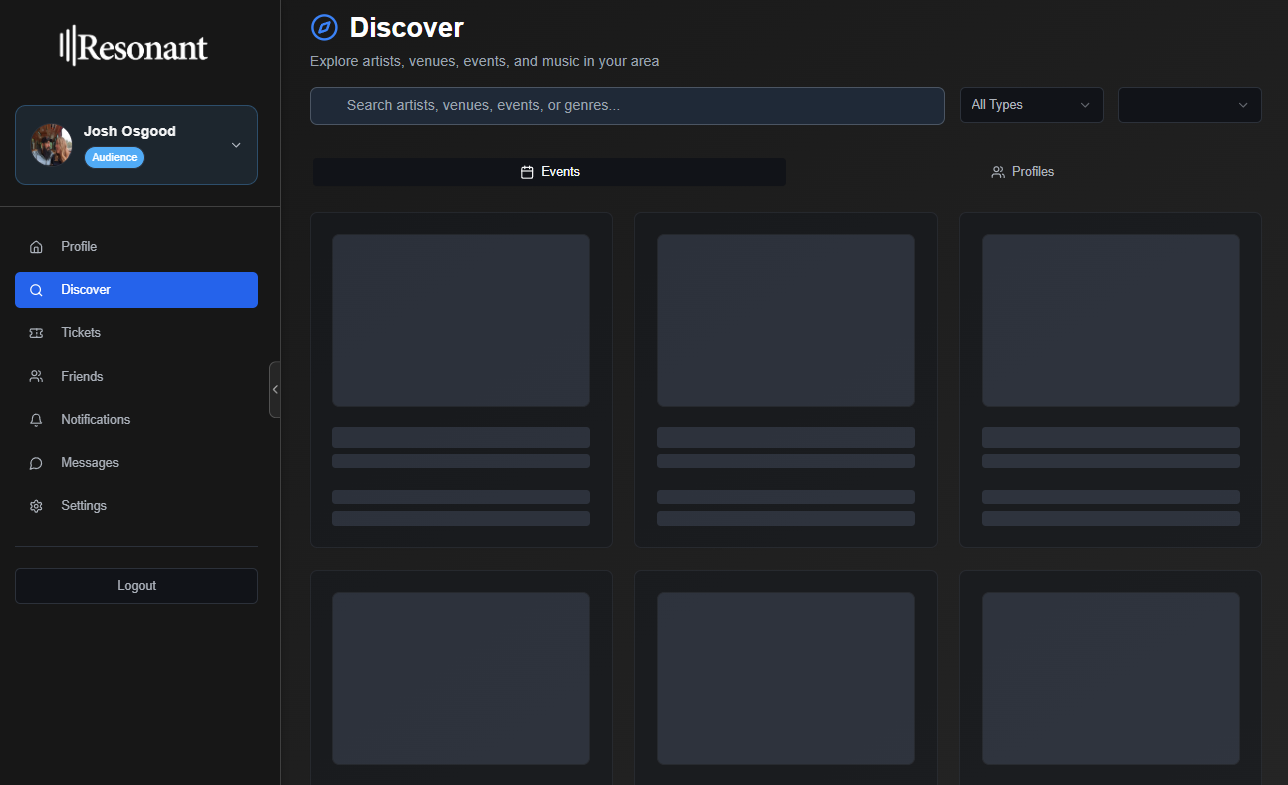 Resonant
Josh Osgood
Audience
Profile
Discover
Tickets
Friends
Notifications
Messages
Settings
Logout
Discover
Explore artists, venues, events, and music in your area
Search artists, venues, events, or genres...
All Types
Events
Profiles